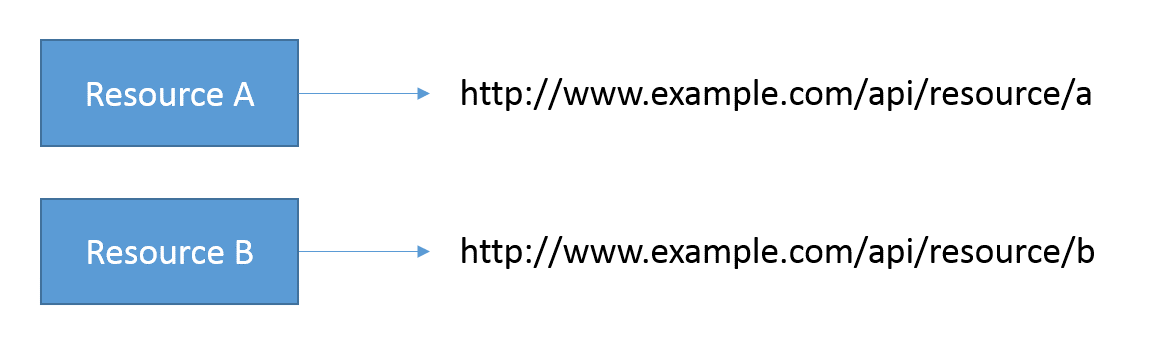 Resource A
http://www.example.com/api/resource/a
Resource B
http://www.example.com/api/resource/b